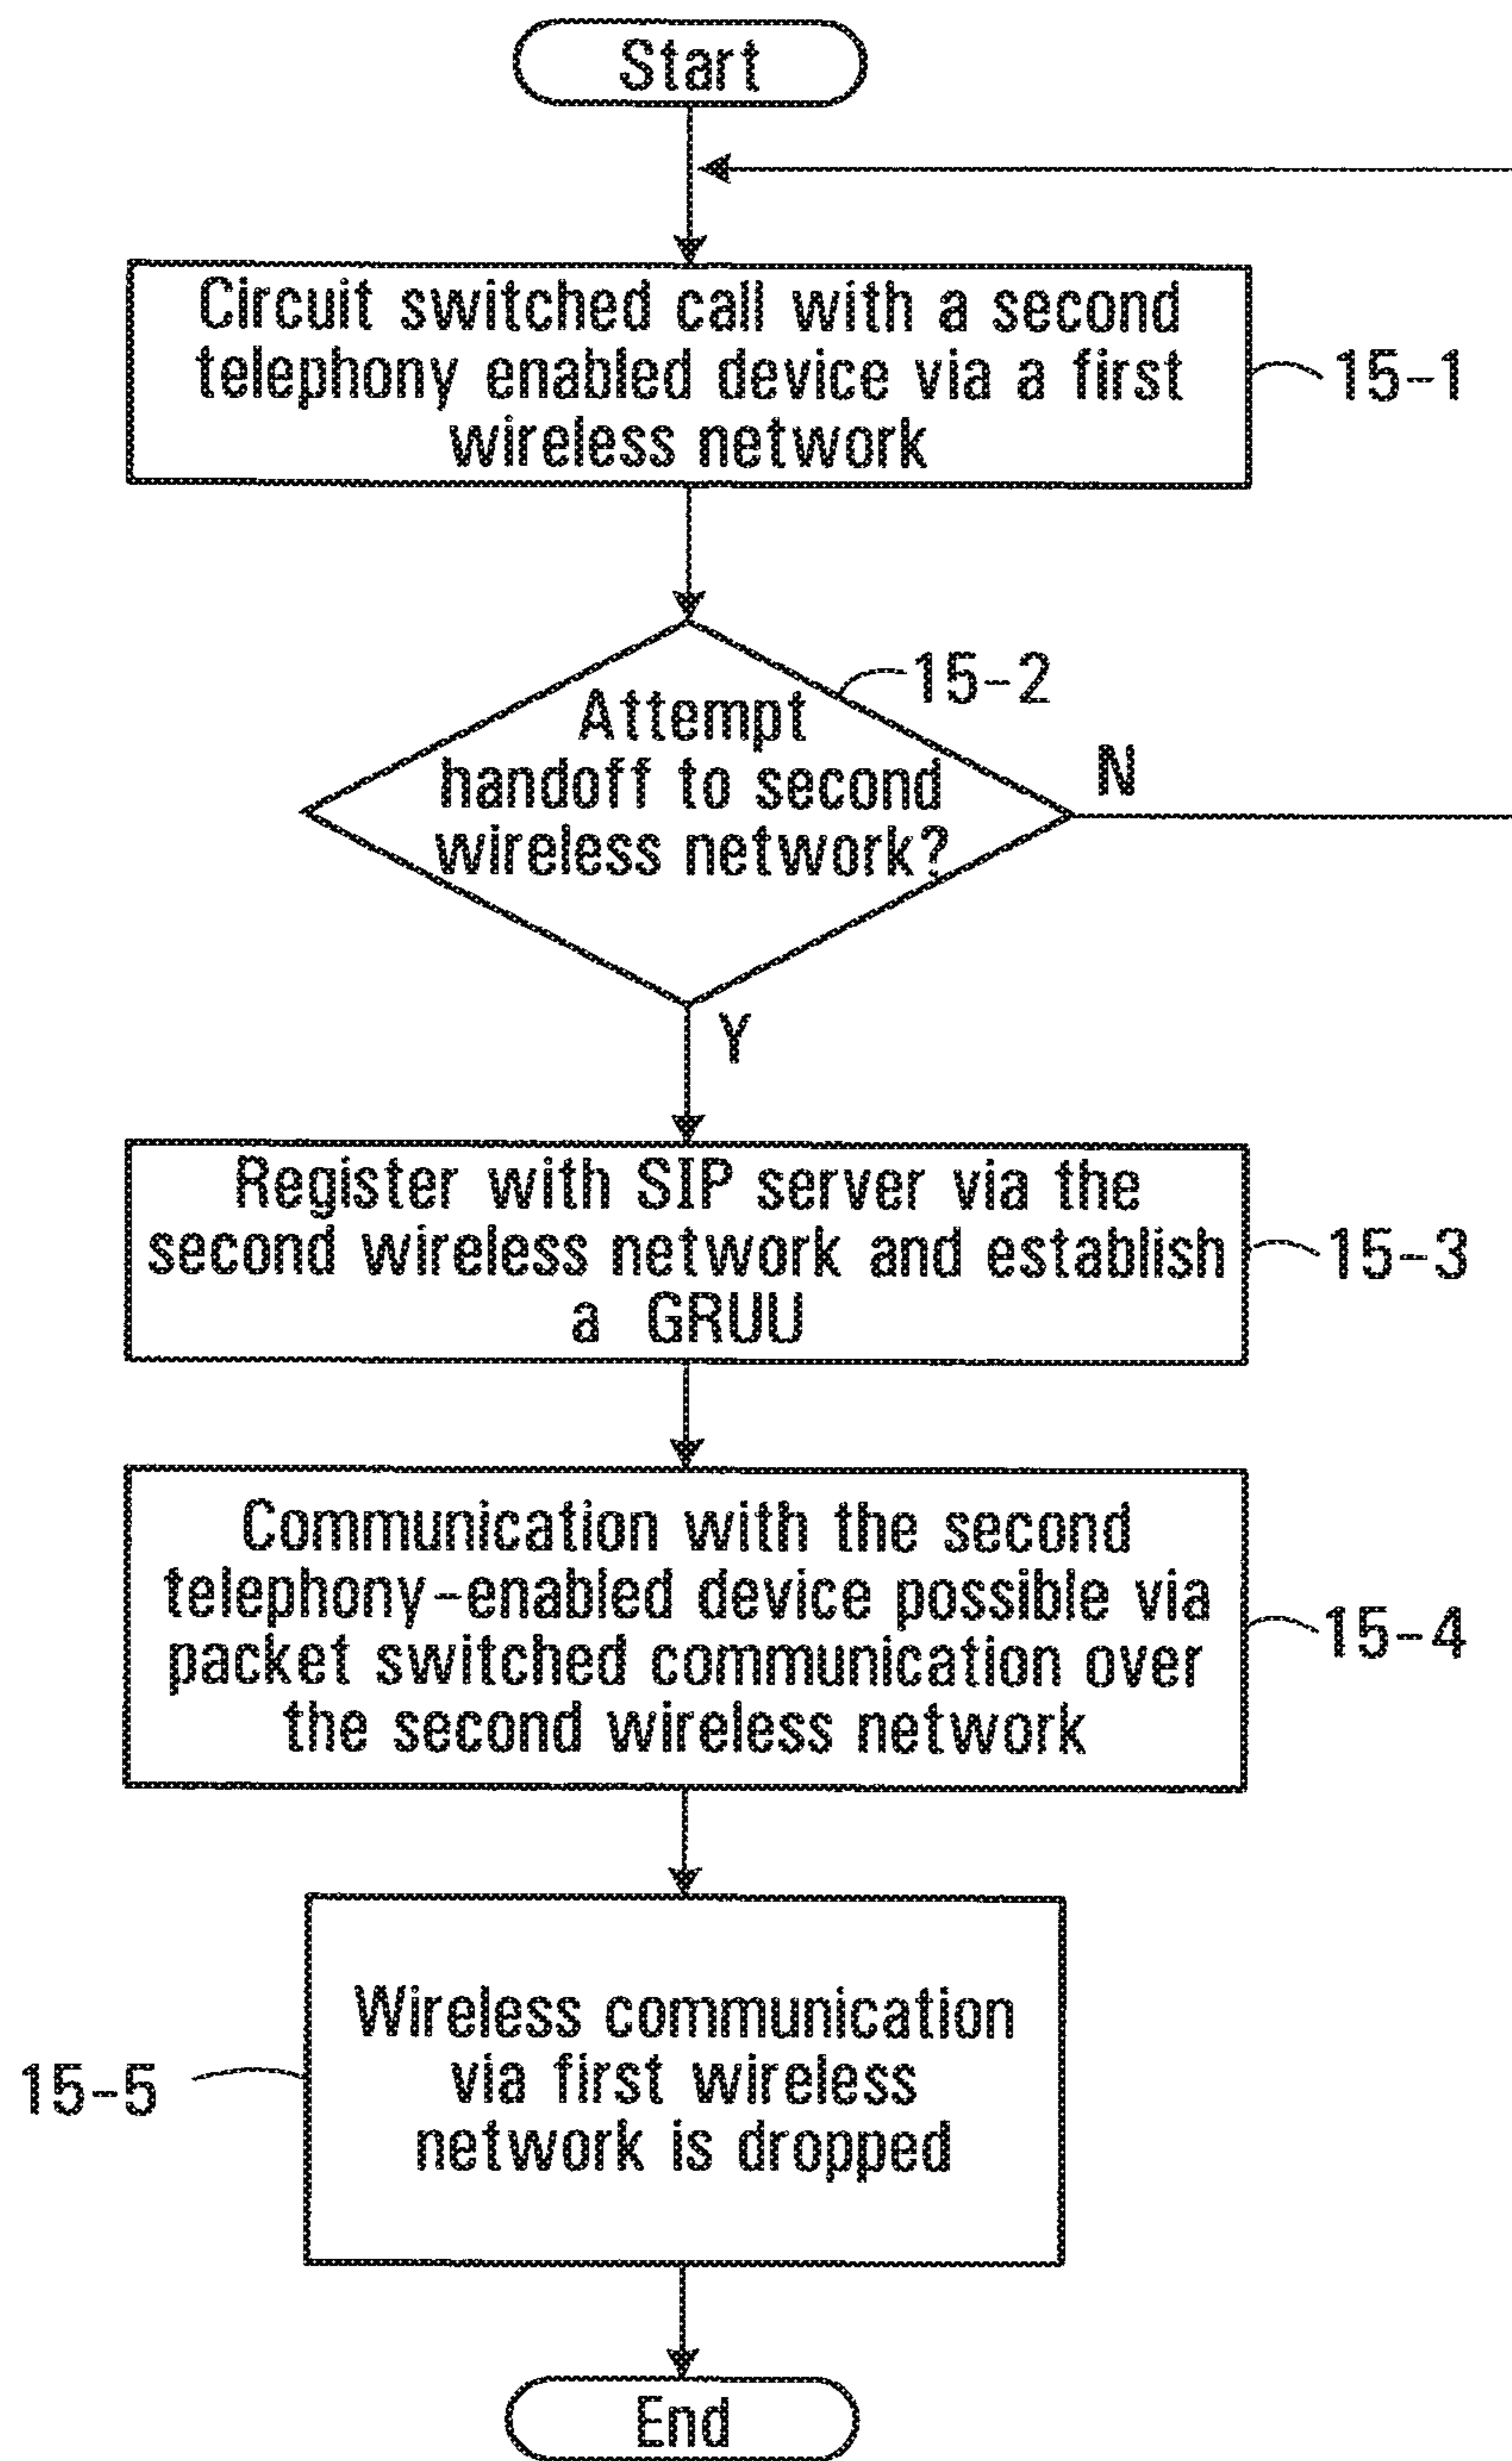 Start
Circuit switched call with a second
telephony enabled device via a first
wireless network
15-1
15-2
Attempt
handoff to second
wireless network?
N
Y
Register with SIP server via the
second wireless network and establish
a GRUU
15-3
Communication with the second
telephony-enabled device possible via
packet switched communication over
the second wireless network
15-4
Wireless communication
via first wireless
network is dropped
15-5
End